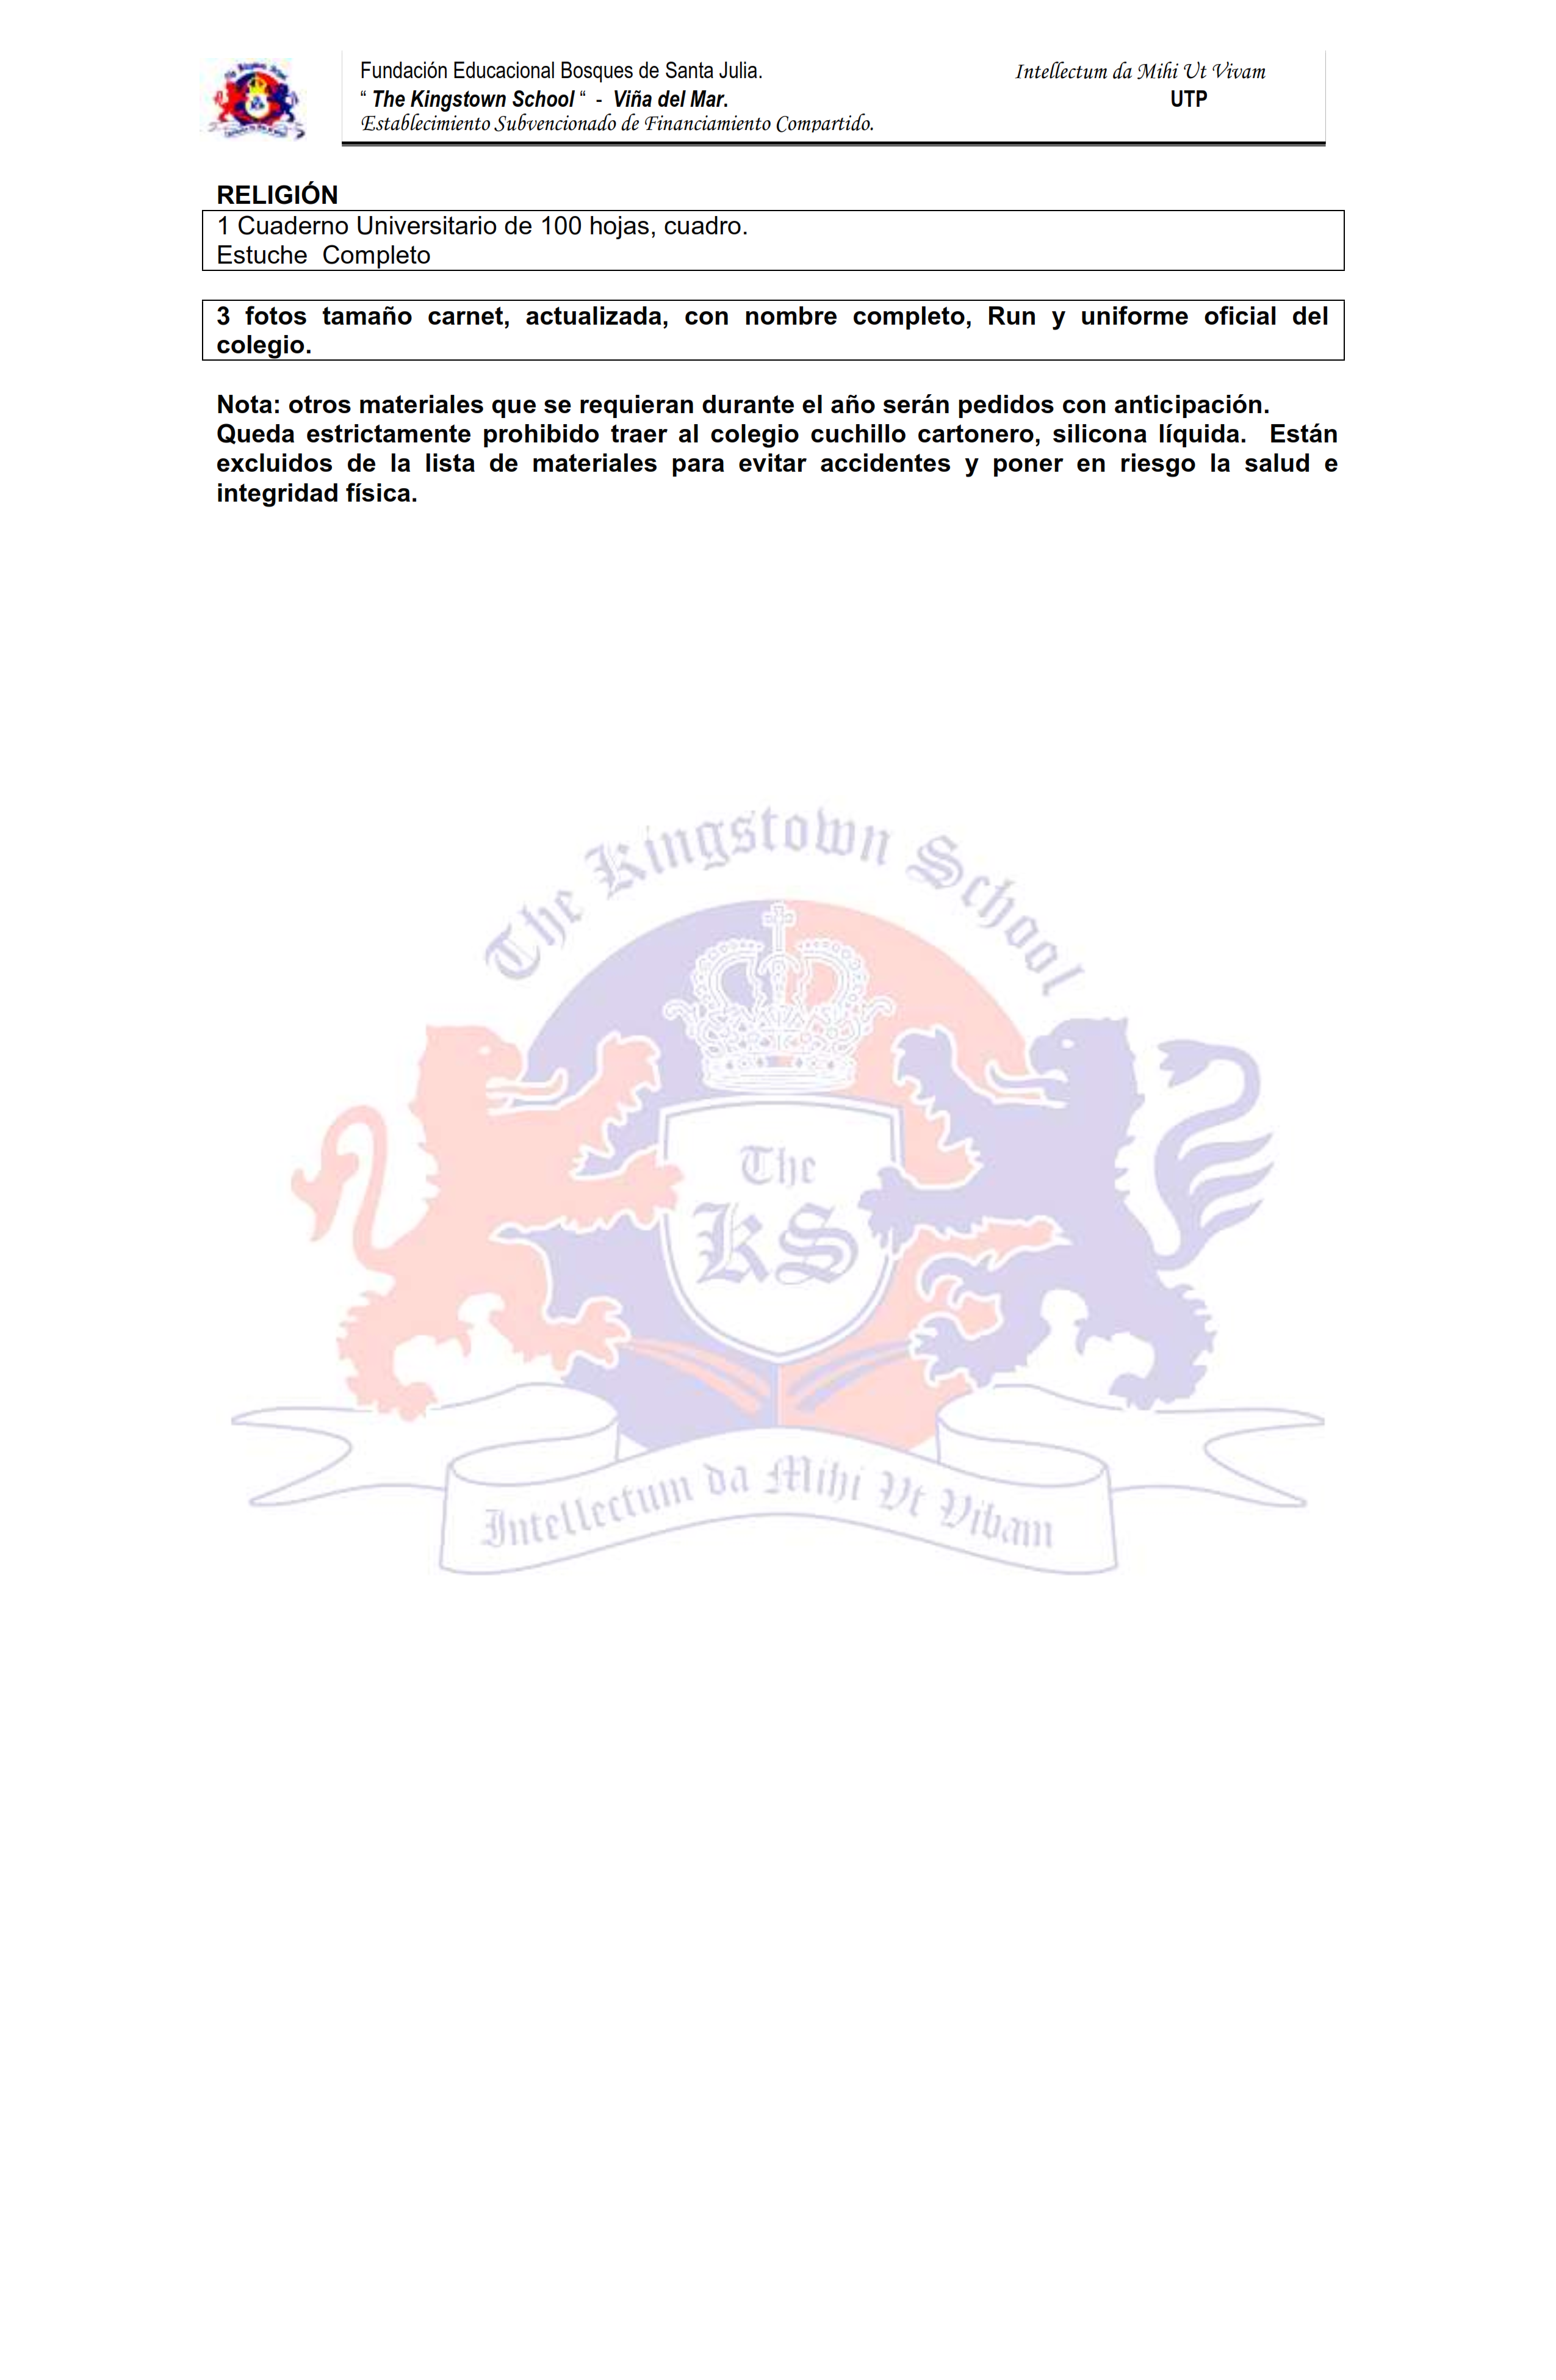 Fundación Educacional Bosques de Santa Julia. Intellectum da Mihi Ut Vivam
“ The Kingstown School “ - Viña del Mar. UTP
Establecimiento Subvencionado de Financiamiento Compartido.
RELIGIÓN
1 Cuaderno Universitario de 100 hojas, cuadro.
Estuche Completo
3 fotos tamaño carnet, actualizada, con nombre completo, Run y uniforme oficial del
colegio.
Nota: otros materiales que se requieran durante el año serán pedidos con anticipación.
Queda estrictamente prohibido traer al colegio cuchillo cartonero, silicona líquida. Están
excluidos de la lista de materiales para evitar accidentes y poner en riesgo la salud e
integridad física.
The Kingstown School
The
KS
Intellectum da Mihi Vt Vivam